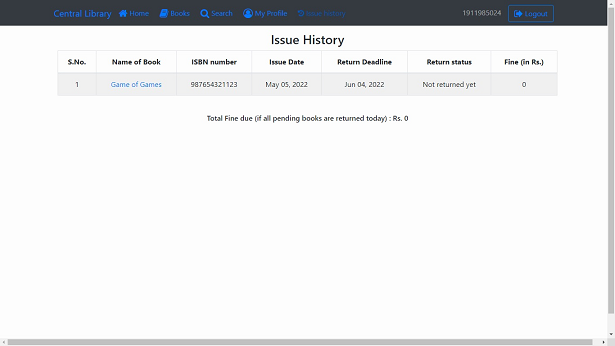 Central Library Home Books Search My Profile Issue History 1911985024 Logout
Issue History
S.No. Name of Book ISBN number Issue Date Return Deadline Return status Fine (in Rs.)
1 Game of Games 987654321123 May 05, 2022 Jun 04, 2022 Not returned yet 0
Total Fine due (if all pending books are returned today) : Rs. 0